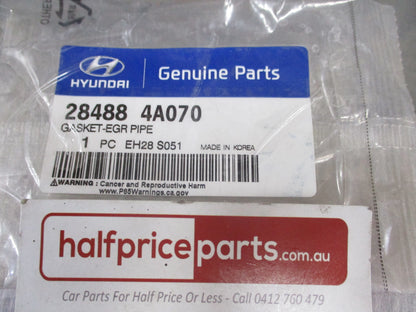 OTHER
HYUNDAI
Genuine Parts
28488 4A070
GASKET-EGR PIPE
1 PC EH28 S051 MADE IN KOREA
WARNING : Cancer and Reproductive Harm
www.P65Warnings.ca.gov
halfpriceparts.com.au
Car Parts For Half Price Or Less - Call 0412 760 479